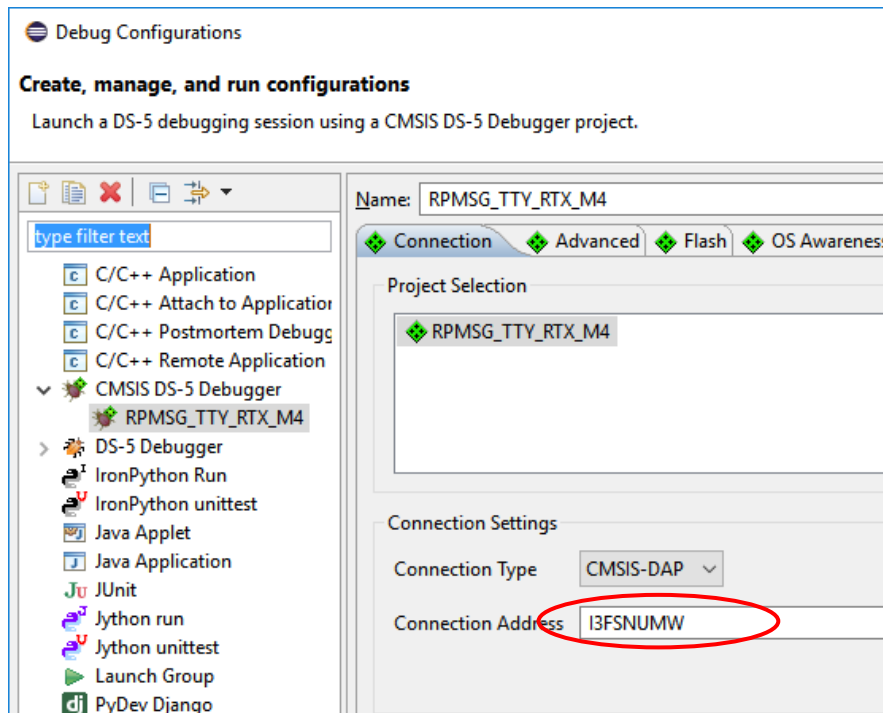 Debug Configurations
Create, manage, and run configurations
Launch a DS-5 debugging session using a CMSIS DS-5 Debugger project.
Name: RPMSG_TTY_RTX_M4
type filter text
Connection Advanced Flash OS Awareness
C/C++ Application
C/C++ Attach to Application
C/C++ Postmortem Debugg
C/C++ Remote Application
CMSIS DS-5 Debugger
RPMSG_TTY_RTX_M4
DS-5 Debugger
IronPython Run
IronPython unittest
Java Applet
Java Application
JUnit
Jython run
Jython unittest
Launch Group
PyDev Django
Project Selection
RPMSG_TTY_RTX_M4
Connection Settings
Connection Type CMSIS-DAP
Connection Address I3FSNUMW